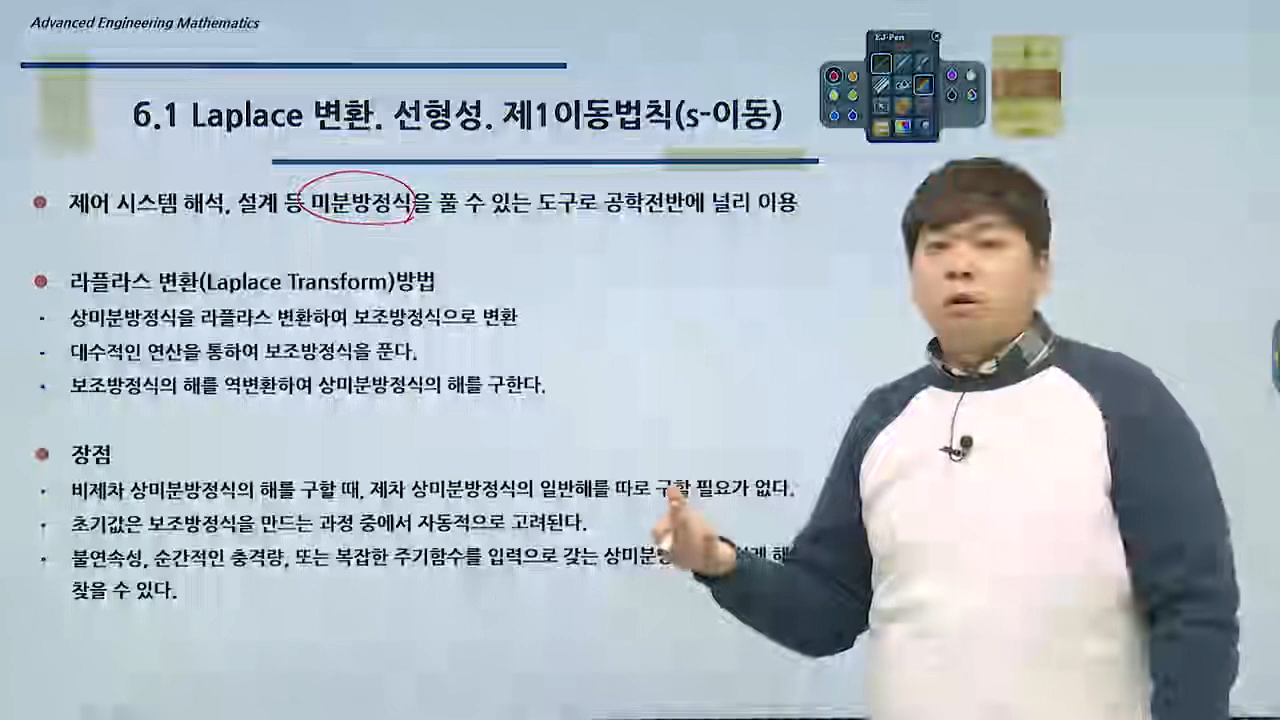 Advanced Engineering Mathematics
EJ-Pen
6.1 Laplace 변환. 선형성. 제1이동법칙(s-이동)
제어 시스템 해석, 설계 등 미분방정식을 풀 수 있는 도구로 공학전반에 널리 이용
라플라스 변환(Laplace Transform)방법
상미분방정식을 라플라스 변환하여 보조방정식으로 변환
대수적인 연산을 통하여 보조방정식을 푼다.
보조방정식의 해를 역변환하여 상미분방정식의 해를 구한다.
장점
비제차 상미분방정식의 해를 구할 때, 제차 상미분방정식의 일반해를 따로 구할 필요가 없다.
초기값은 보조방정식을 만드는 과정 중에서 자동적으로 고려된다.
불연속성, 순간적인 충격량, 또는 복잡한 주기함수를 입력으로 갖는
찾을 수 있다.